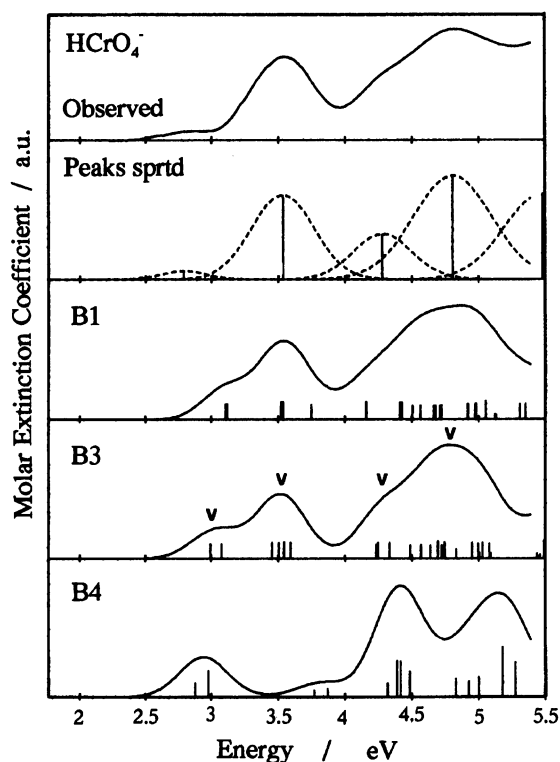 HCrO4-
Observed
Peaks sprtd
B1
B3
v v v v
B4
Molar Extinction Coefficient / a.u.
2 2.5 3 3.5 4 4.5 5 5.5
Energy / eV